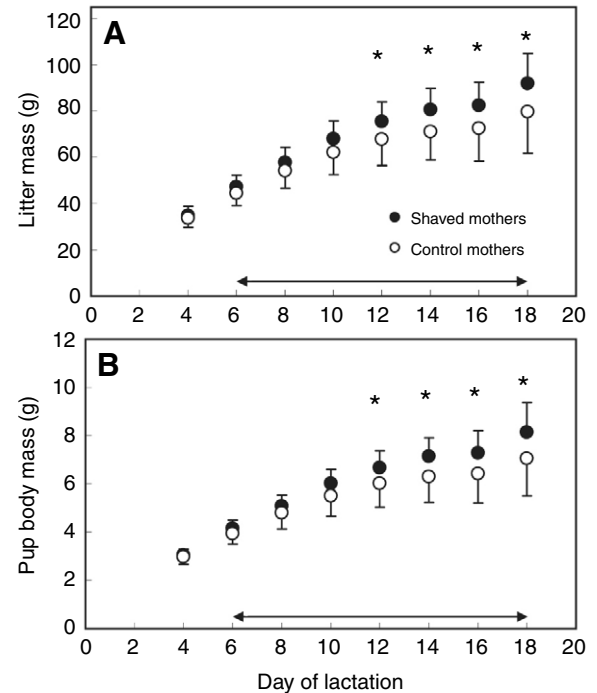 A
120
100
80
60
40
20
0
Litter mass (g)
* * * *
Shaved mothers
Control mothers
0 2 4 6 8 10 12 14 16 18 20
B
12
10
8
6
4
2
0
Pup body mass (g)
* * * *
0 2 4 6 8 10 12 14 16 18 20
Day of lactation